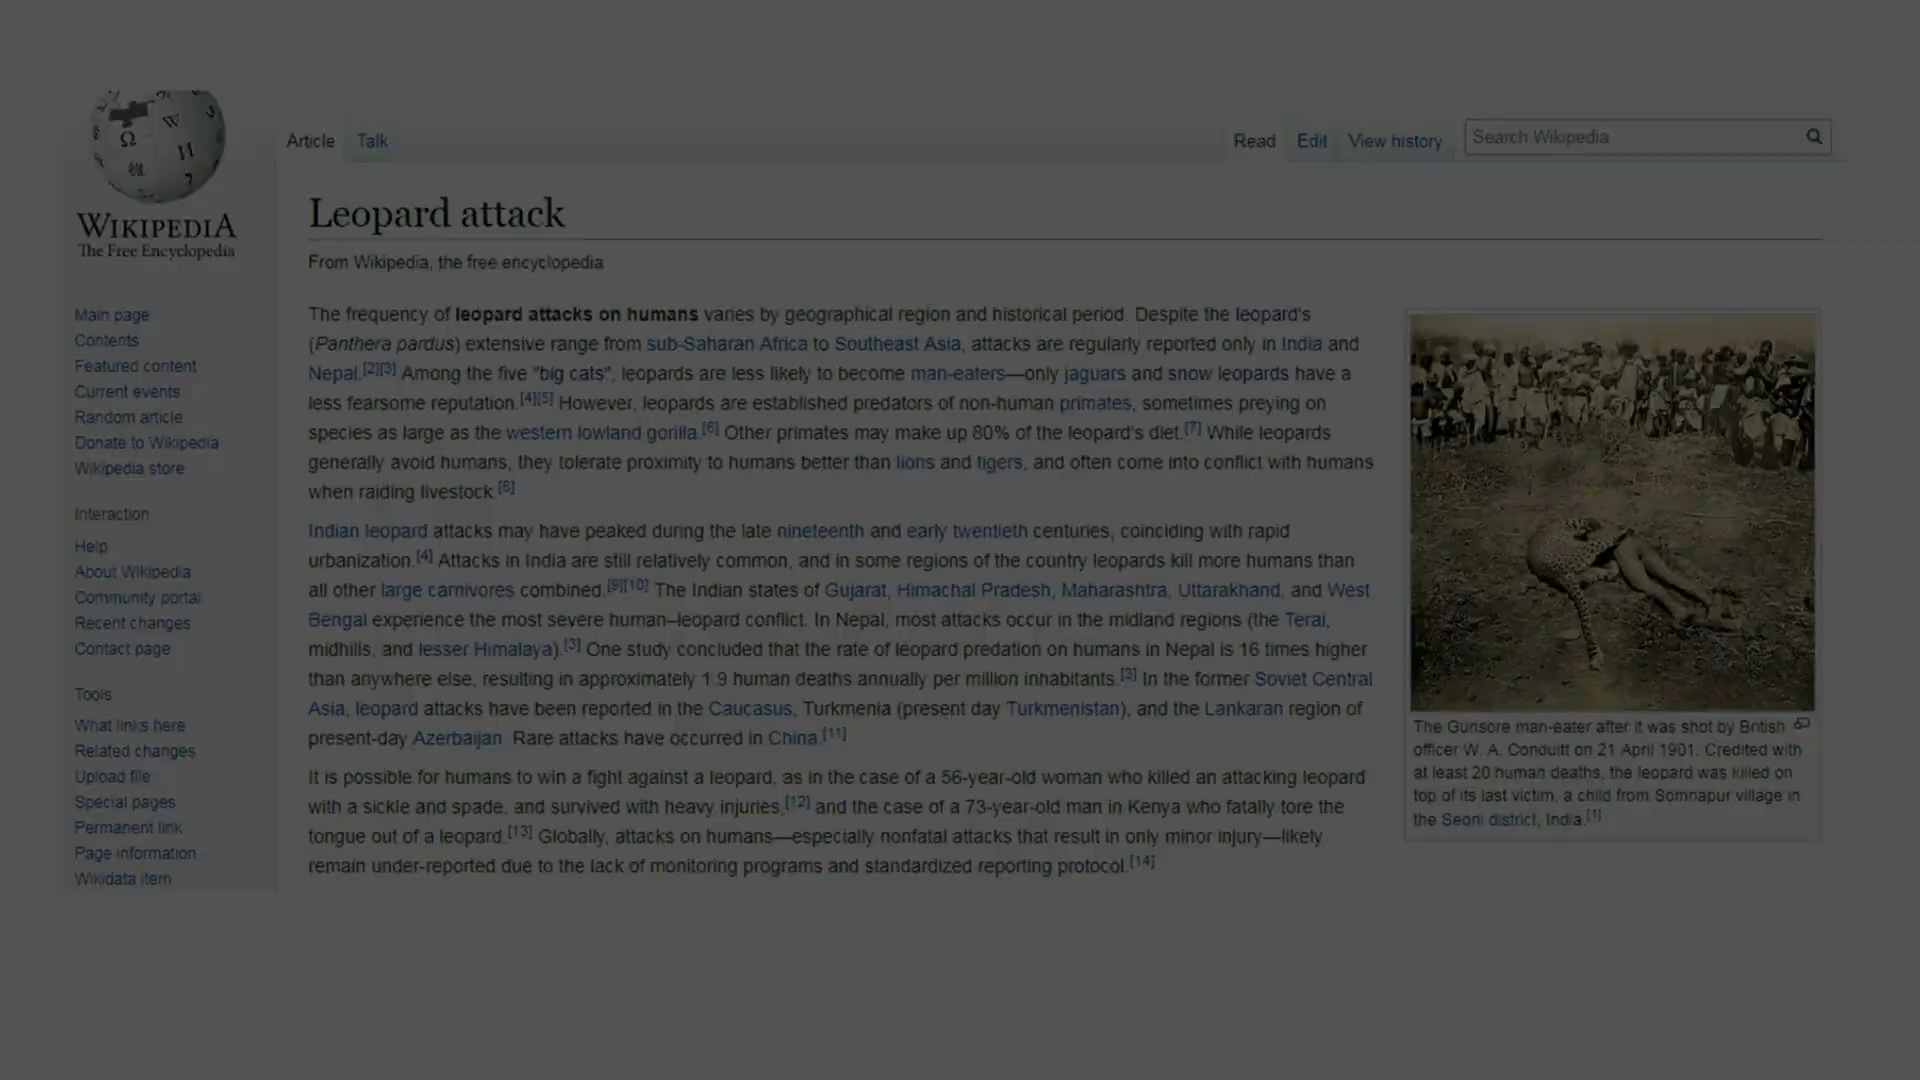 Article
Talk
Read
Edit
View history
Search Wikipedia
WIKIPEDIA
The Free Encyclopedia
Main page
Contents
Featured content
Current events
Random article
Donate to Wikipedia
Wikipedia store
Interaction
Help
About Wikipedia
Community portal
Recent changes
Contact page
Tools
What links here
Related changes
Upload file
Special pages
Permanent link
Page information
Wikidata item
Leopard attack
From Wikipedia, the free encyclopedia
The frequency of leopard attacks on humans varies by geographical region and historical period. Despite the leopard's
(Panthera pardus) extensive range from sub-Saharan Africa to Southeast Asia, attacks are regularly reported only in India and
Nepal.[2][3] Among the five "big cats", leopards are less likely to become man-eaters—only jaguars and snow leopards have a
less fearsome reputation.[4][5] However, leopards are established predators of non-human primates, sometimes preying on
species as large as the western lowland gorilla.[6] Other primates may make up 80% of the leopard's diet.[7] While leopards
generally avoid humans, they tolerate proximity to humans better than lions and tigers, and often come into conflict with humans
when raiding livestock.[8]
Indian leopard attacks may have peaked during the late nineteenth and early twentieth centuries, coinciding with rapid
urbanization.[4] Attacks in India are still relatively common, and in some regions of the country leopards kill more humans than
all other large carnivores combined.[9][10] The Indian states of Gujarat, Himachal Pradesh, Maharashtra, Uttarakhand, and West
Bengal experience the most severe human–leopard conflict. In Nepal, most attacks occur in the midland regions (the Terai,
midhills, and lesser Himalaya).[3] One study concluded that the rate of leopard predation on humans in Nepal is 16 times higher
than anywhere else, resulting in approximately 1.9 human deaths annually per million inhabitants.[3] In the former Soviet Central
Asia, leopard attacks have been reported in the Caucasus, Turkmenia (present day Turkmenistan), and the Lankaran region of
present-day Azerbaijan. Rare attacks have occurred in China.[11]
It is possible for humans to win a fight against a leopard, as in the case of a 56-year-old woman who killed an attacking leopard
with a sickle and spade, and survived with heavy injuries,[12] and the case of a 73-year-old man in Kenya who fatally tore the
tongue out of a leopard.[13] Globally, attacks on humans—especially nonfatal attacks that result in only minor injury—likely
remain under-reported due to the lack of monitoring programs and standardized reporting protocol.[14]
The Gunsore man-eater after it was shot by British
officer W. A. Conduitt on 21 April 1901. Credited with
at least 20 human deaths, the leopard was killed on
top of its last victim, a child from Somnapur village in
the Seoni district, India.[1]